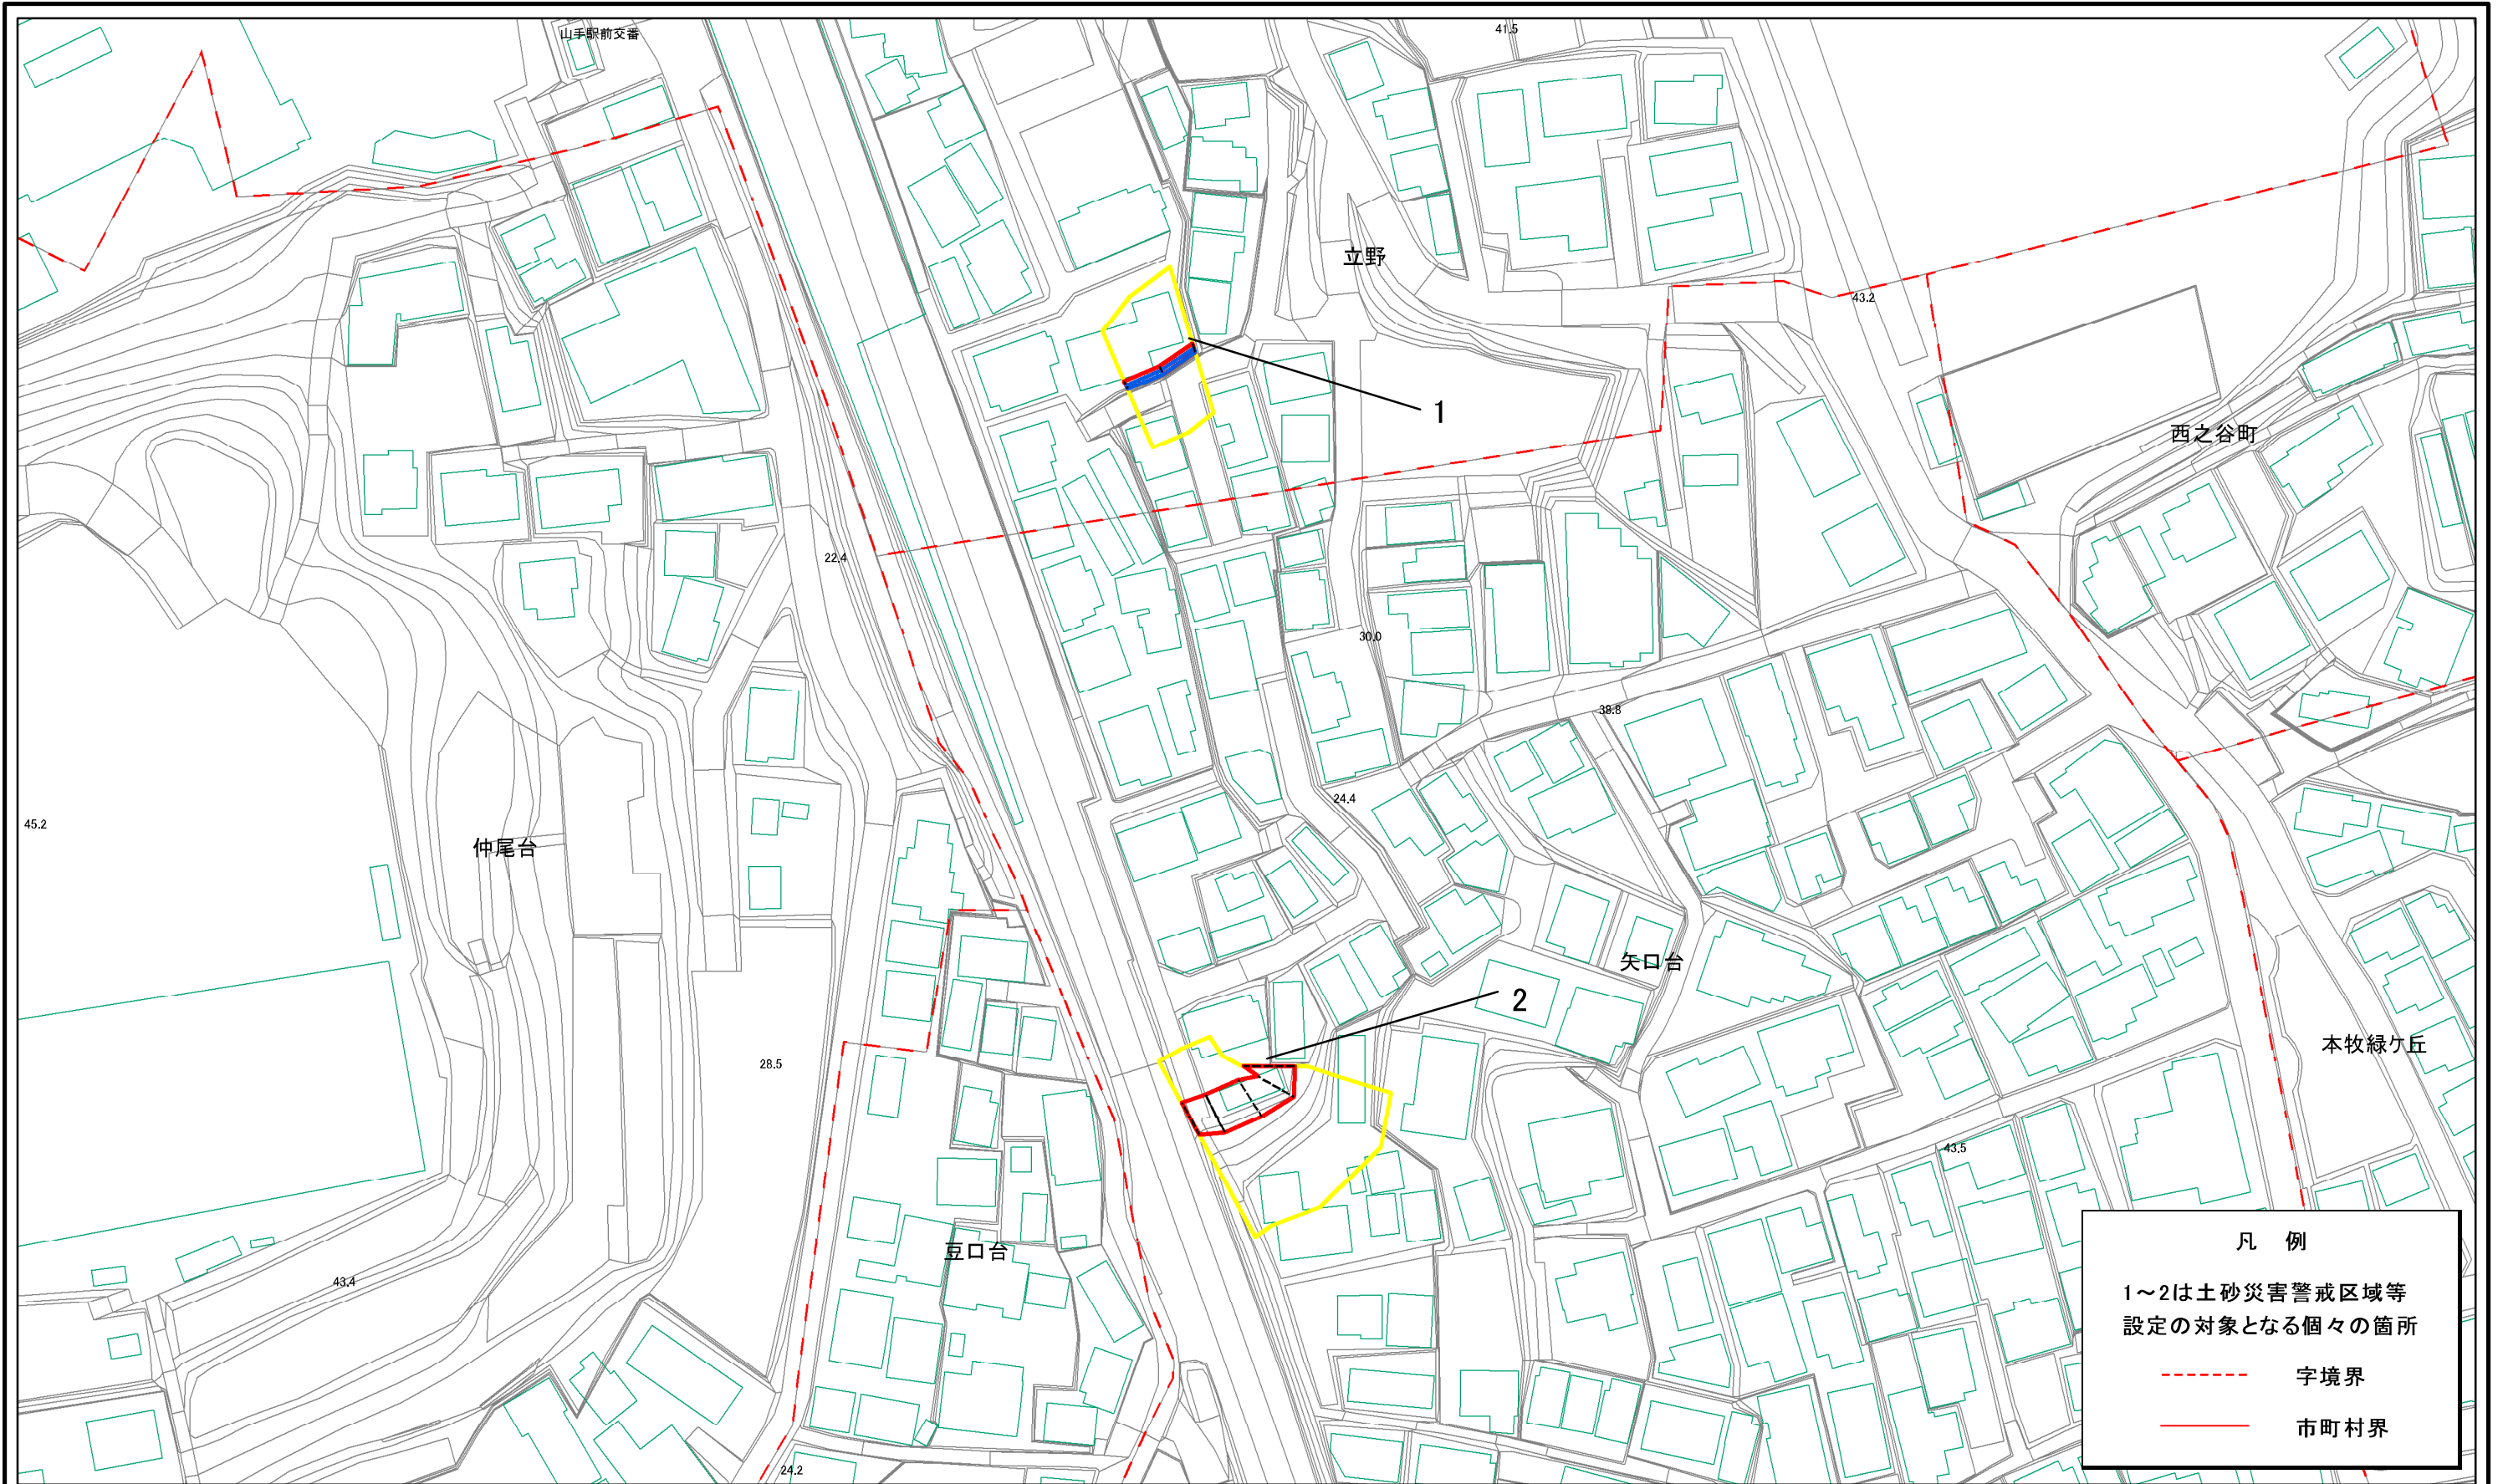 山手駅前交番
41.5
立野
43.2
1
西之谷町
22.4
30.0
38.8
24.4
45.2
仲尾台
矢口台
2
本牧緑ケ丘
28.5
43.5
豆口台
43.4
24.2
凡 例
1～2は土砂災害警戒区域等
設定の対象となる個々の箇所
字境界
市町村界